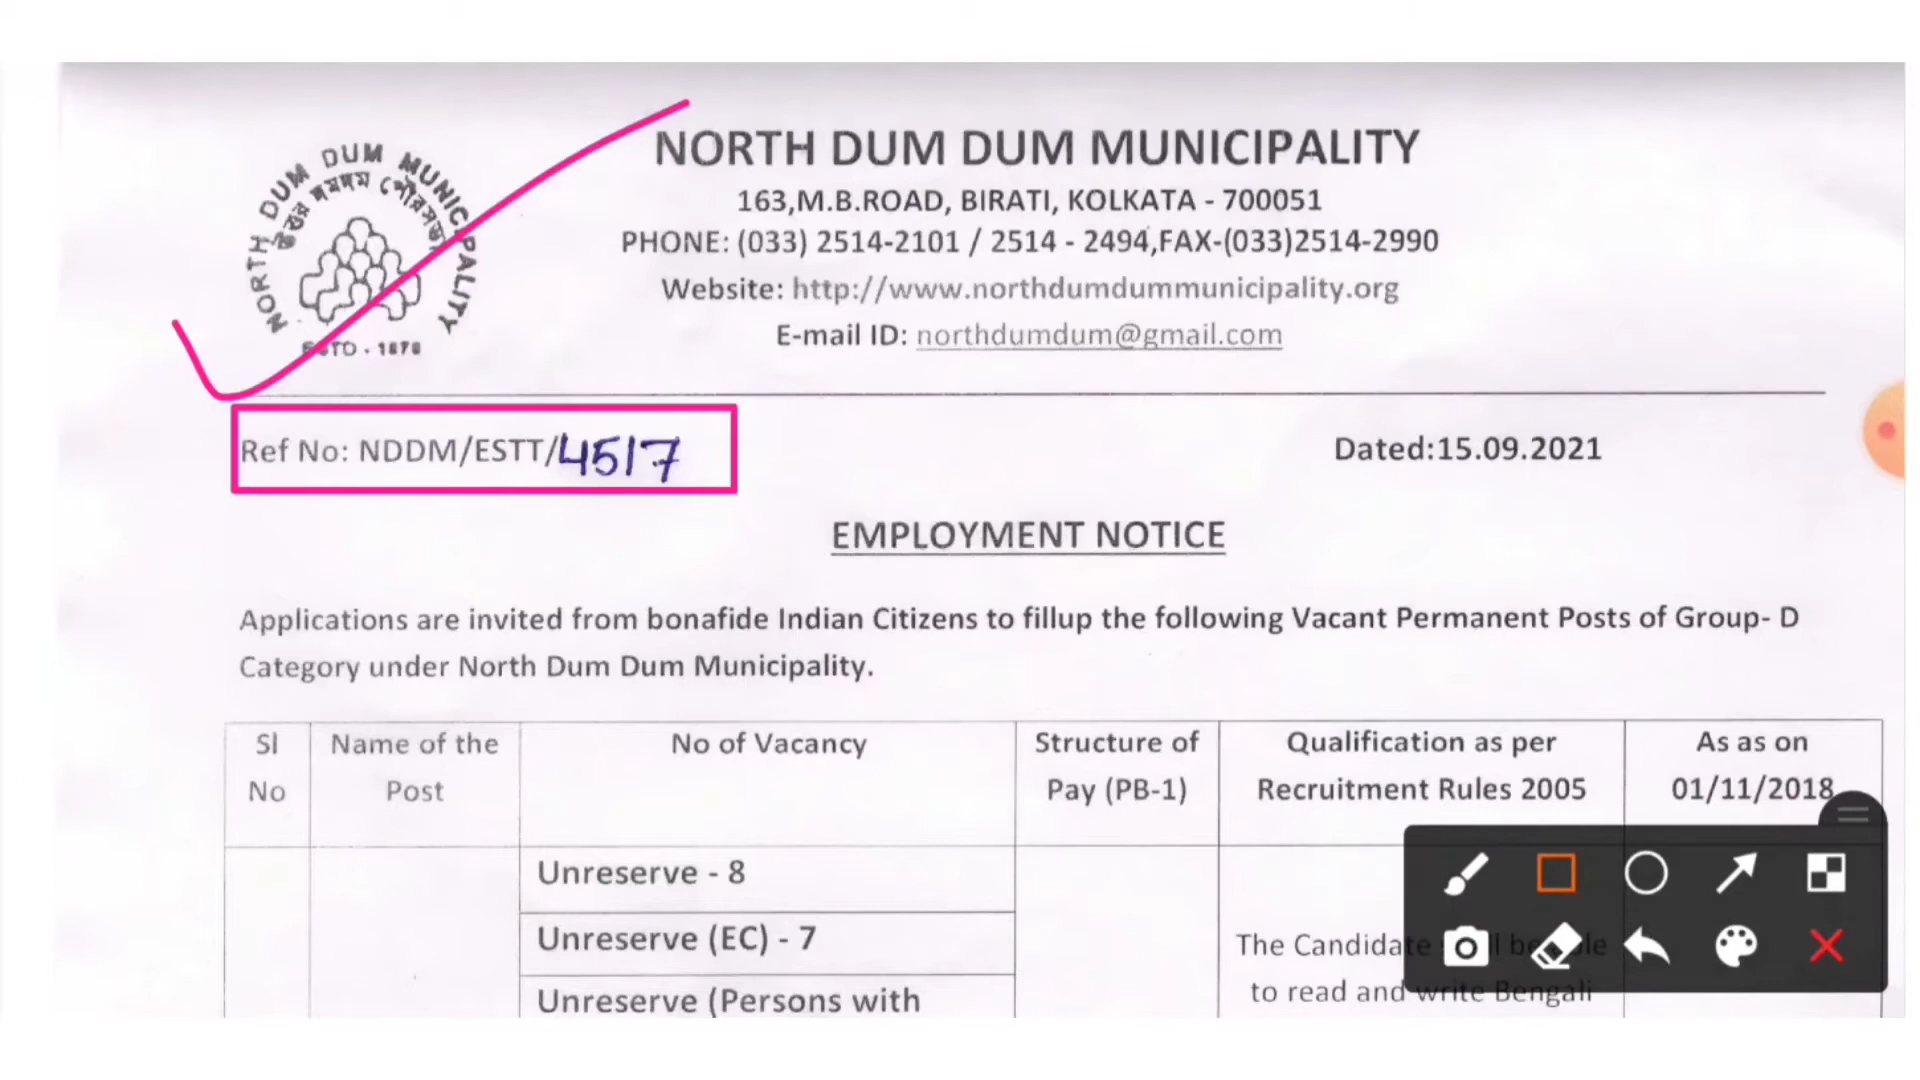 NORTH DUM DUM MUNICIPALITY
উত্তর দমদম পৌরসভা
ESTD - 1870
NORTH DUM DUM MUNICIPALITY
163,M.B.ROAD, BIRATI, KOLKATA - 700051
PHONE: (033) 2514-2101 / 2514 - 2494,FAX-(033)2514-2990
Website: http://www.northdumdummunicipality.org
E-mail ID: northdumdum@gmail.com
Ref No: NDDM/ESTT/4517
Dated:15.09.2021
EMPLOYMENT NOTICE
Applications are invited from bonafide Indian Citizens to fillup the following Vacant Permanent Posts of Group- D
Category under North Dum Dum Municipality.
Sl No
Name of the Post
No of Vacancy
Structure of Pay (PB-1)
Qualification as per Recruitment Rules 2005
As as on 01/11/2018
Unreserve - 8
Unreserve (EC) - 7
Unreserve (Persons with
The Candidate
to read and write Bengali